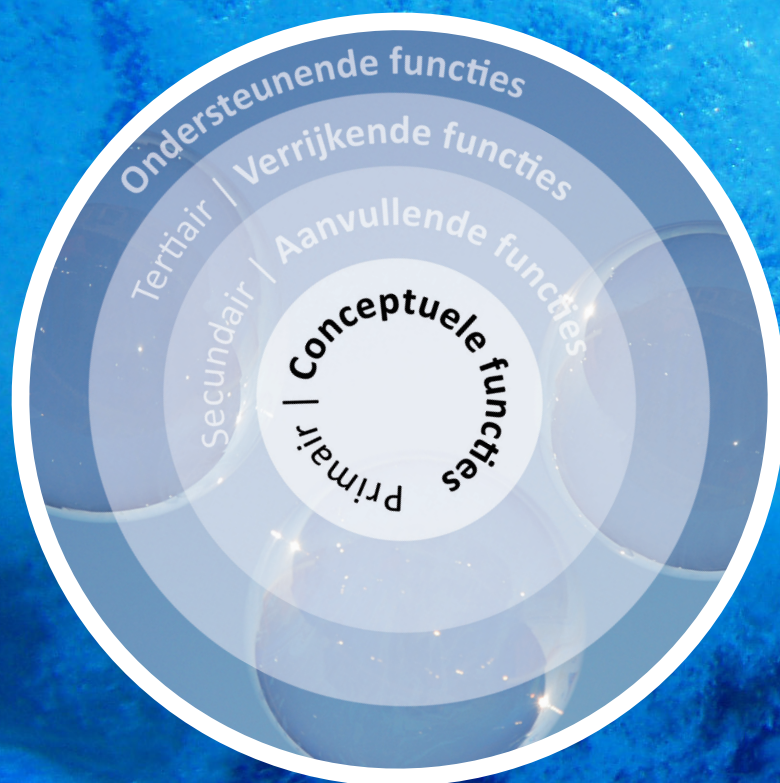 Ondersteunende functies
Tertiair | Verrijkende functies
Secundair | Aanvullende functies
Primair | Conceptuele functies